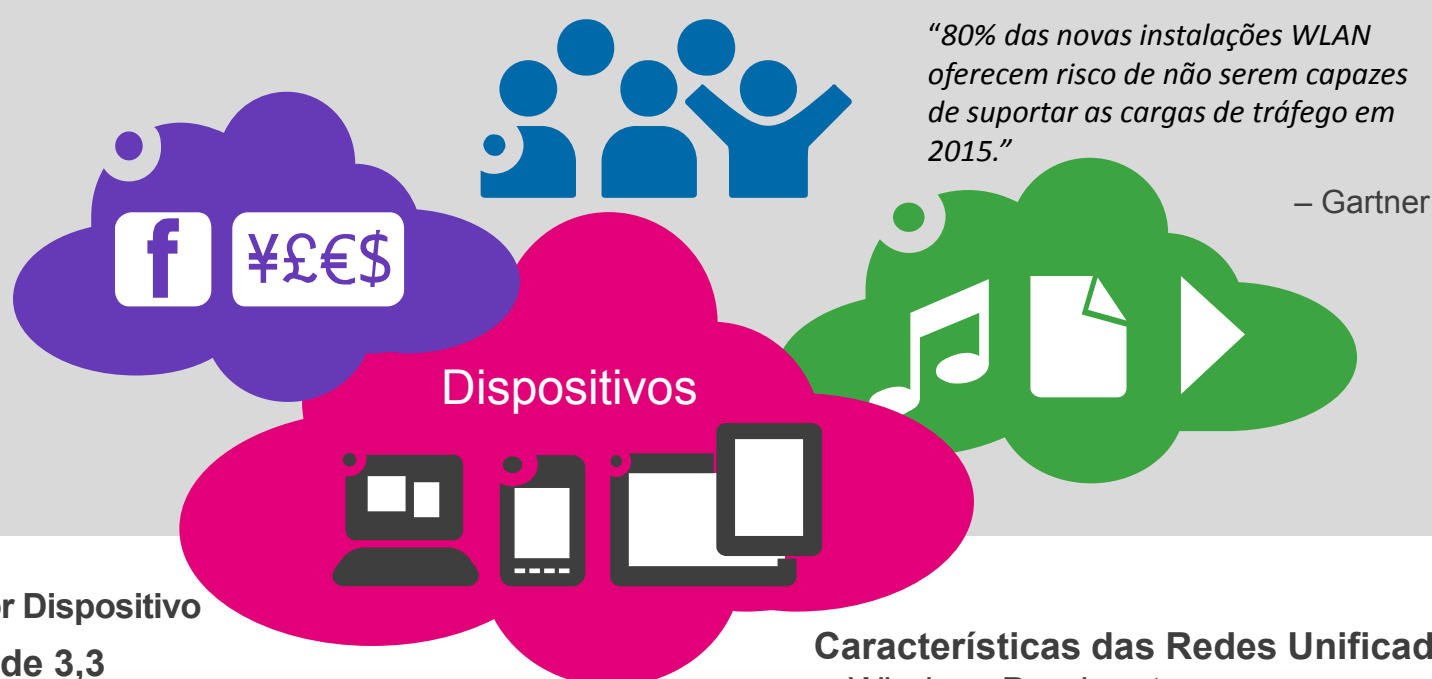 “80% das novas instalações WLAN
oferecem risco de não serem capazes
de suportar as cargas de tráfego em
2015.”
– Gartner
f ¥£€$
Dispositivos
r Dispositivo
de 3,3
Características das Redes Unificad